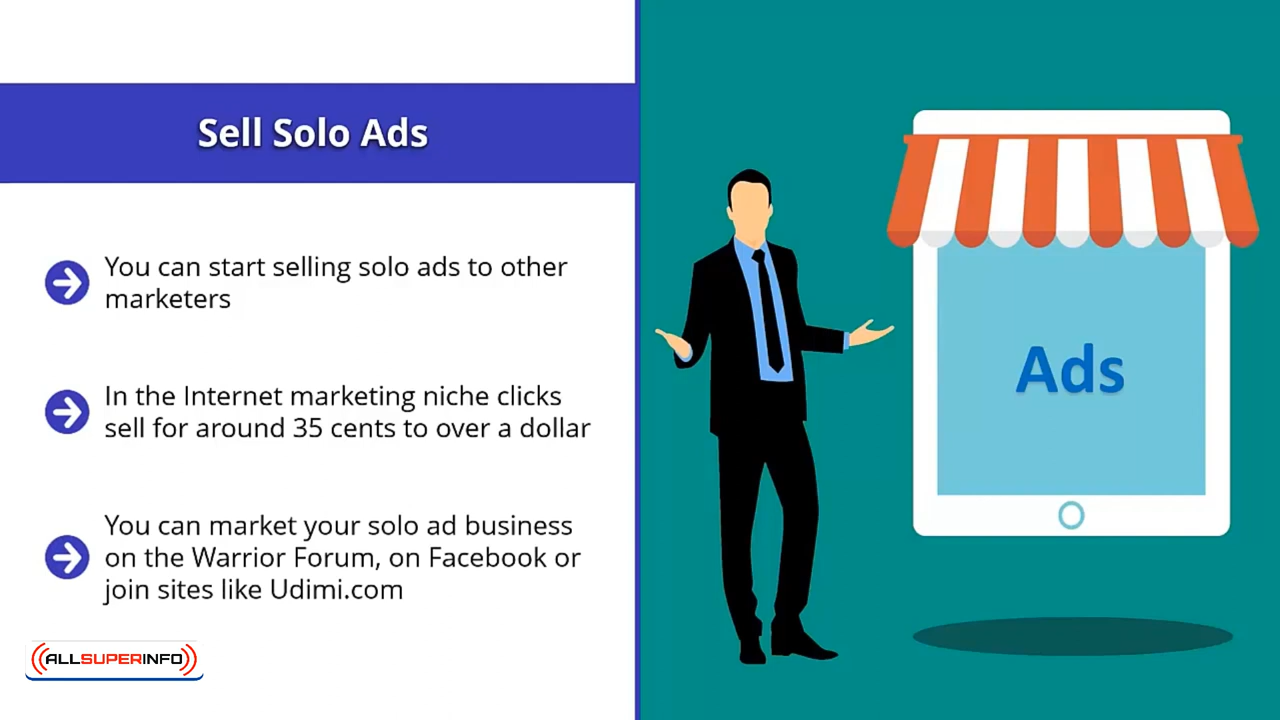 Sell Solo Ads
You can start selling solo ads to other
marketers
In the Internet marketing niche clicks
sell for around 35 cents to over a dollar
You can market your solo ad business
on the Warrior Forum, on Facebook or
join sites like Udimi.com
ALLSUPERINFO
Ads